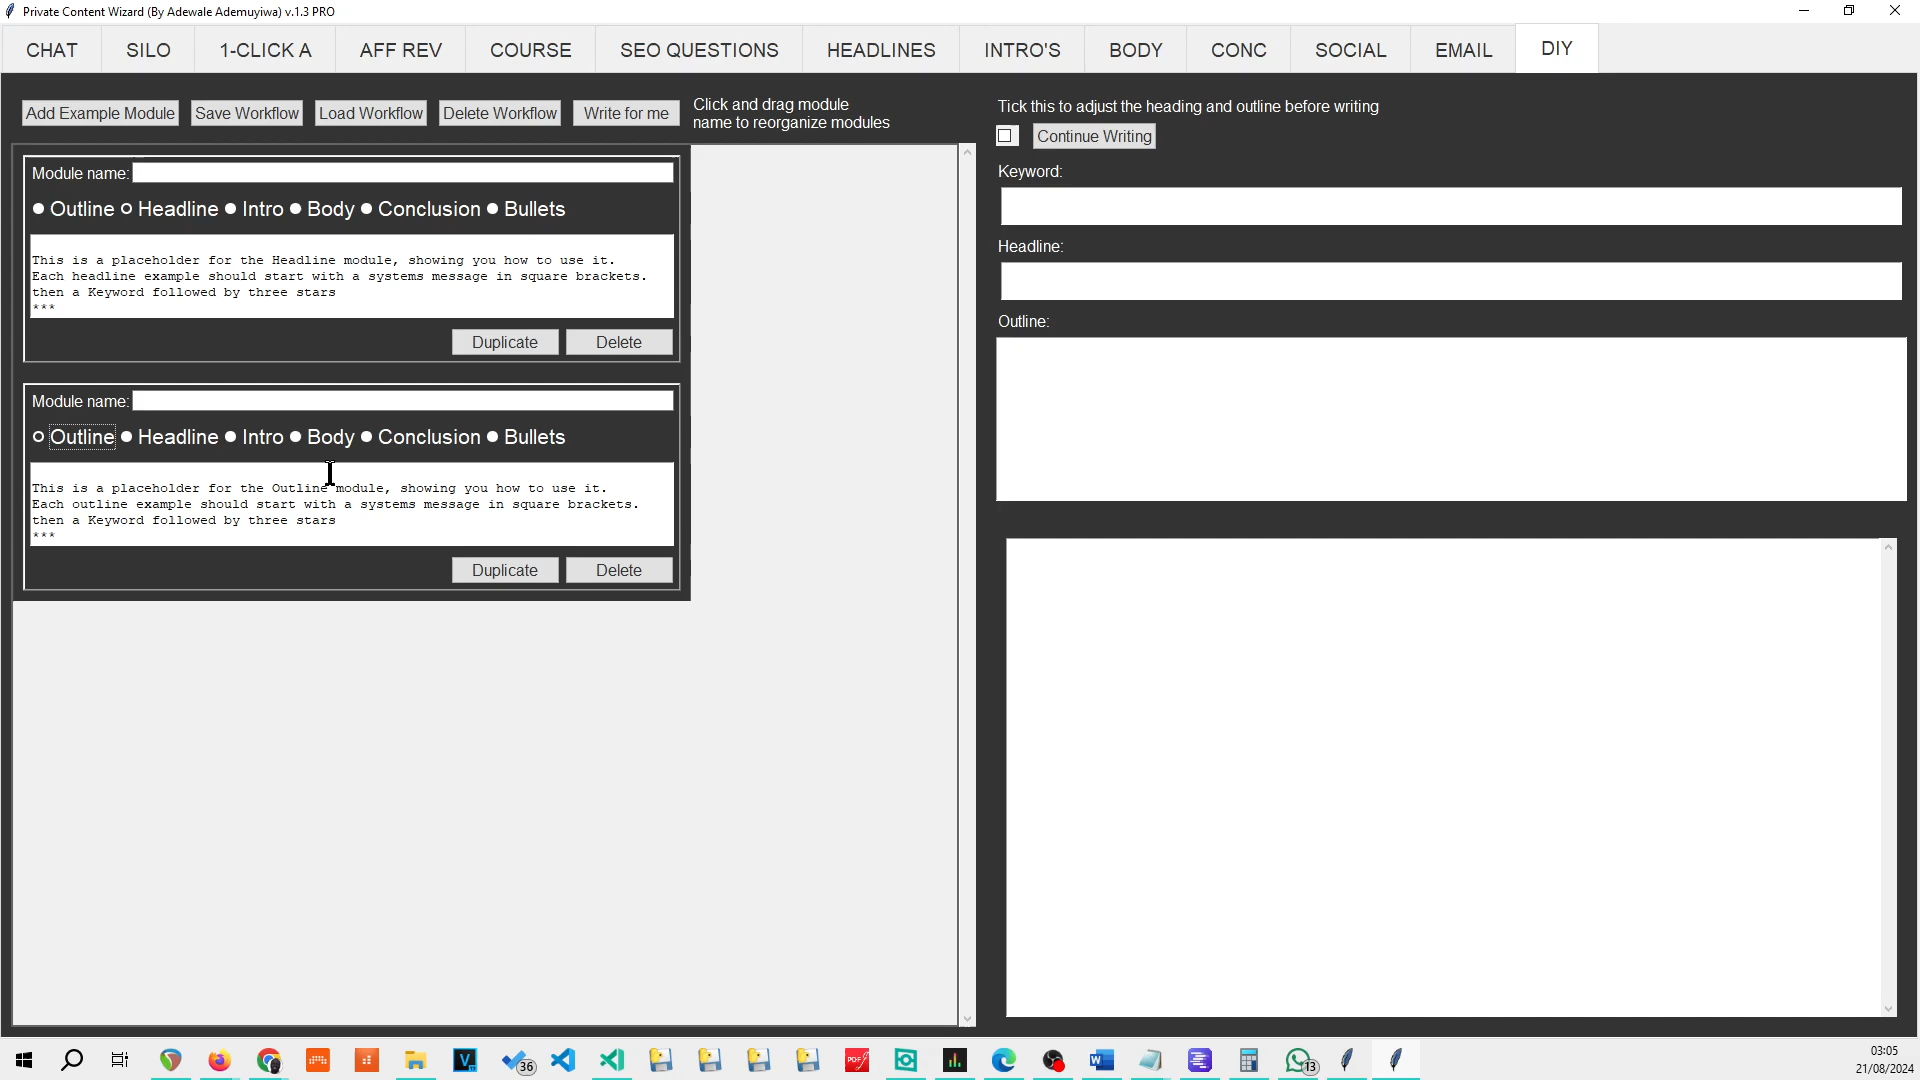 Private Content Wizard (By Adewale Ademuyiwa) v.1.3 PRO
CHAT SILO 1-CLICK A AFF REV COURSE SEO QUESTIONS HEADLINES INTRO'S BODY CONC SOCIAL EMAIL DIY
Add Example Module Save Workflow Load Workflow Delete Workflow Write for me
Click and drag module
name to reorganize modules
Module name:
Outline Headline Intro Body Conclusion Bullets
This is a placeholder for the Headline module, showing you how to use it.
Each headline example should start with a systems message in square brackets.
then a Keyword followed by three stars
***
Duplicate Delete
Module name:
Outline Headline Intro Body Conclusion Bullets
This is a placeholder for the Outline module, showing you how to use it.
Each outline example should start with a systems message in square brackets.
then a Keyword followed by three stars
***
Duplicate Delete
Tick this to adjust the heading and outline before writing
Continue Writing
Keyword:
Headline:
Outline:
36
PDF
13
03:05
21/08/2024